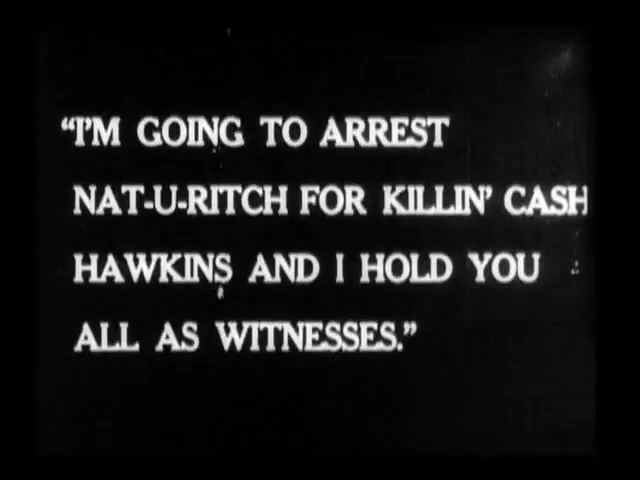 “I’M GOING TO ARREST
NAT-U-RITCH FOR KILLIN’ CASH
HAWKINS AND I HOLD YOU
ALL AS WITNESSES.”